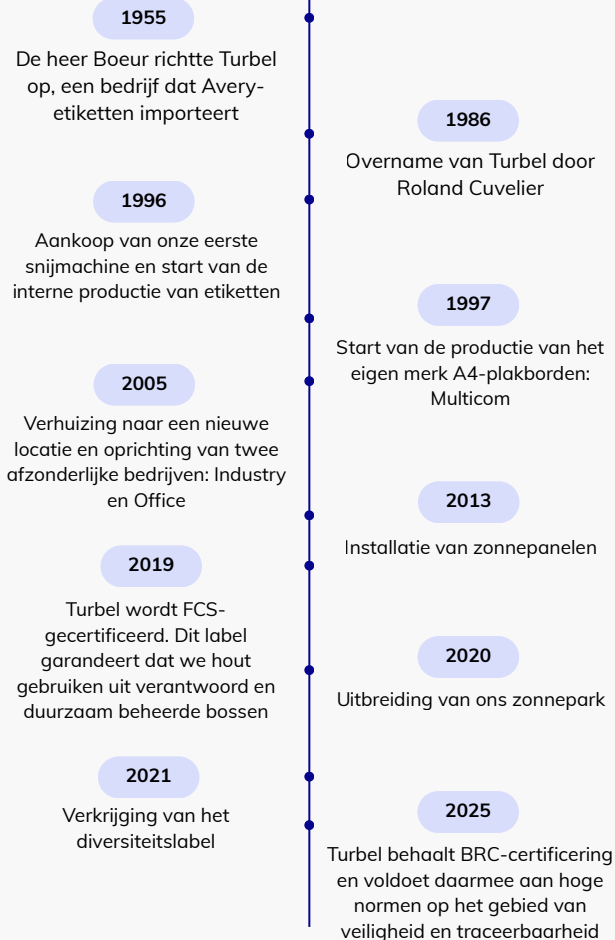 1955
De heer Boeur richtte Turbel
op, een bedrijf dat Avery-
etiketten importeert
1986
Overname van Turbel door
Roland Cuvelier
1996
Aankoop van onze eerste
snijmachine en start van de
interne productie van etiketten
1997
Start van de productie van het
eigen merk A4-plakborden:
Multicom
2005
Verhuizing naar een nieuwe
locatie en oprichting van twee
afzonderlijke bedrijven: Industry
en Office
2013
Installatie van zonnepanelen
2019
Turbel wordt FCS-
gecertificeerd. Dit label
garandeert dat we hout
gebruiken uit verantwoord en
duurzaam beheerde bossen
2020
Uitbreiding van ons zonnepark
2021
Verkrijging van het
diversiteitslabel
2025
Turbel behaalt BRC-certificering
en voldoet daarmee aan hoge
normen op het gebied van
veiligheid en traceerbaarheid